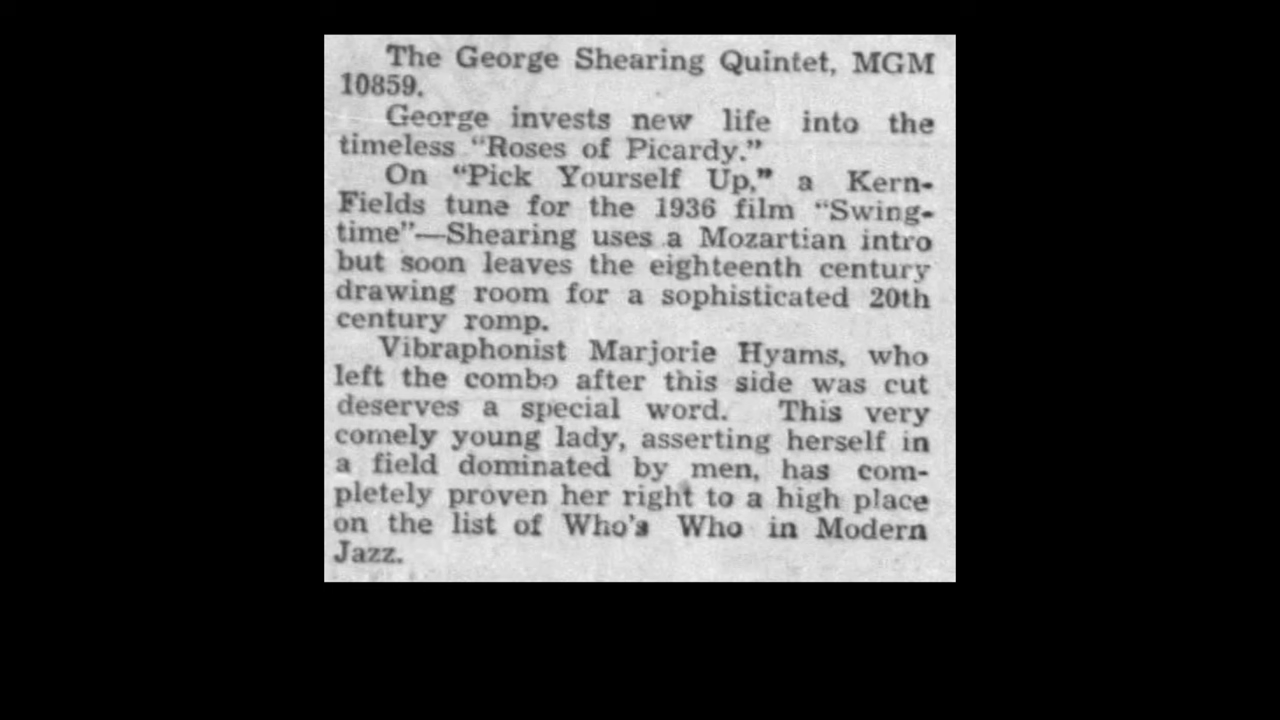 The George Shearing Quintet, MGM
10859.
George invests new life into the
timeless "Roses of Picardy."
On "Pick Yourself Up," a Kern-
Fields tune for the 1936 film "Swing-
time"—Shearing uses a Mozartian intro
but soon leaves the eighteenth century
drawing room for a sophisticated 20th
century romp.
Vibraphonist Marjorie Hyams, who
left the combo after this side was cut
deserves a special word. This very
comely young lady, asserting herself in
a field dominated by men, has com-
pletely proven her right to a high place
on the list of Who's Who in Modern
Jazz.